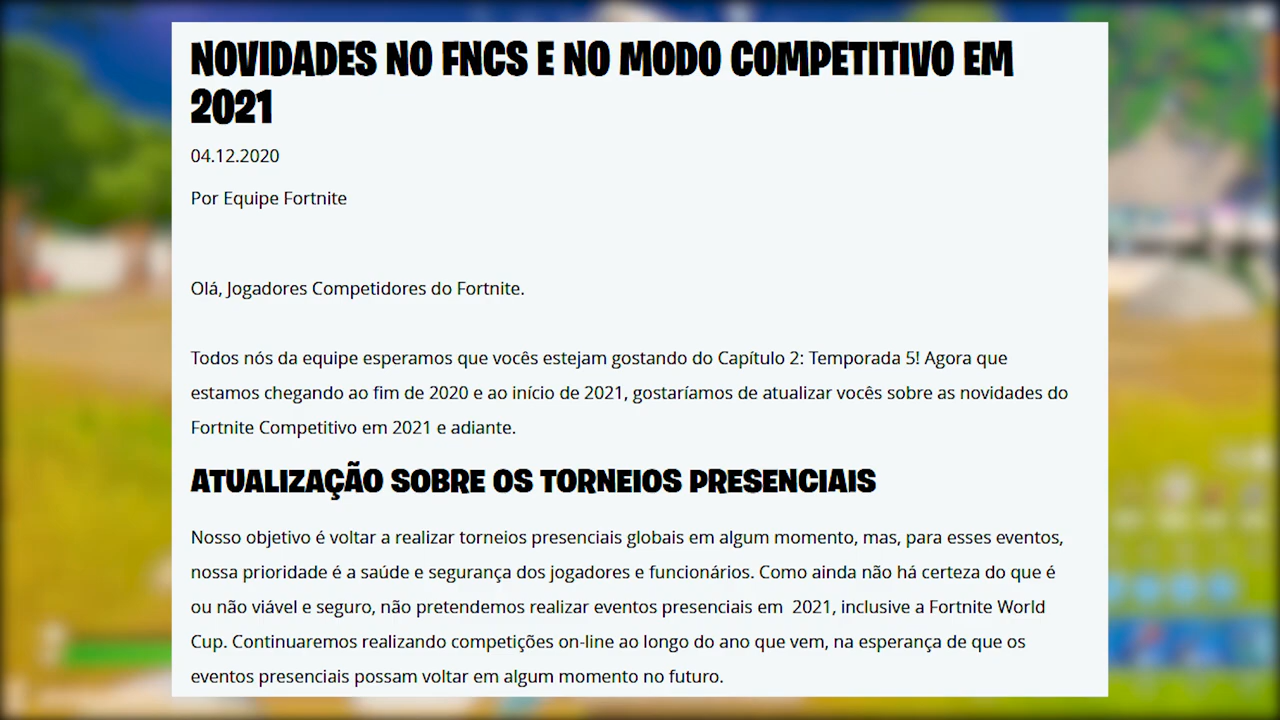 NOVIDADES NO FNCS E NO MODO COMPETITIVO EM
2021
04.12.2020
Por Equipe Fortnite
Olá, Jogadores Competidores do Fortnite.
Todos nós da equipe esperamos que vocês estejam gostando do Capítulo 2: Temporada 5! Agora que
estamos chegando ao fim de 2020 e ao início de 2021, gostaríamos de atualizar vocês sobre as novidades do
Fortnite Competitivo em 2021 e adiante.
ATUALIZAÇÃO SOBRE OS TORNEIOS PRESENCIAIS
Nosso objetivo é voltar a realizar torneios presenciais globais em algum momento, mas, para esses eventos,
nossa prioridade é a saúde e segurança dos jogadores e funcionários. Como ainda não há certeza do que é
ou não viável e seguro, não pretendemos realizar eventos presenciais em  2021, inclusive a Fortnite World
Cup. Continuaremos realizando competições on-line ao longo do ano que vem, na esperança de que os
eventos presenciais possam voltar em algum momento no futuro.